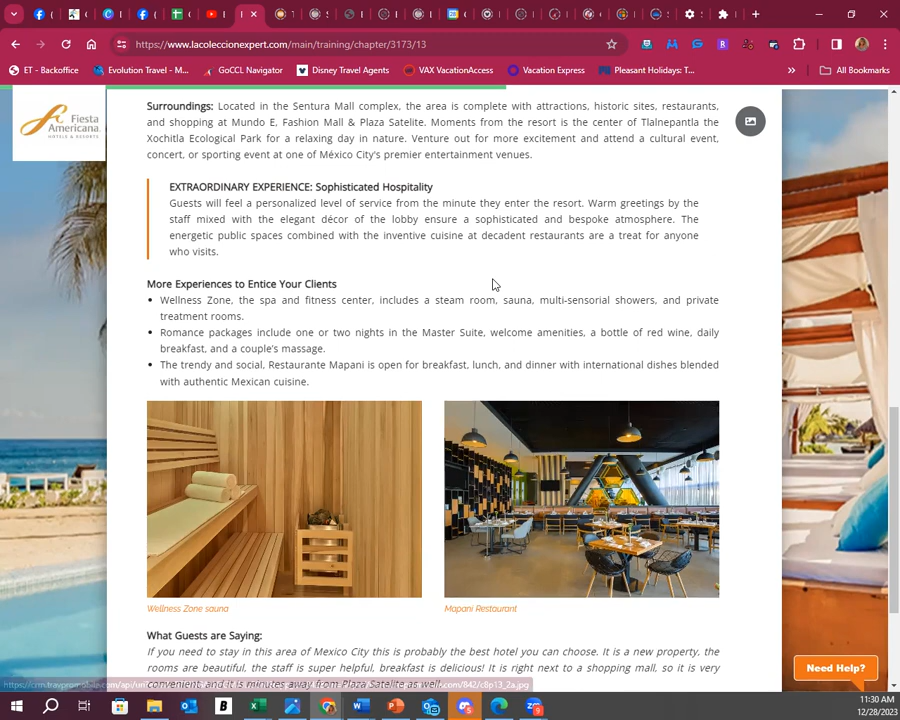 https://www.lacoleccionexpert.com/main/training/chapter/3173/13
ET - Backoffice
Evolution Travel - M...
GoCCL Navigator
Disney Travel Agents
VAX VacationAccess
Vacation Express
Pleasant Holidays: T...
»
All Bookmarks
Fiesta
Americana.
HOTELS & RESORTS
Surroundings: Located in the Sentura Mall complex, the area is complete with attractions, historic sites, restaurants,
and shopping at Mundo E, Fashion Mall & Plaza Satelite. Moments from the resort is the center of Tlalnepantla the
Xochitla Ecological Park for a relaxing day in nature. Venture out for more excitement and attend a cultural event,
concert, or sporting event at one of México City's premier entertainment venues.
EXTRAORDINARY EXPERIENCE: Sophisticated Hospitality
Guests will feel a personalized level of service from the minute they enter the resort. Warm greetings by the
staff mixed with the elegant décor of the lobby ensure a sophisticated and bespoke atmosphere. The
energetic public spaces combined with the inventive cuisine at decadent restaurants are a treat for anyone
who visits.
More Experiences to Entice Your Clients
• Wellness Zone, the spa and fitness center, includes a steam room, sauna, multi-sensorial showers, and private
treatment rooms.
• Romance packages include one or two nights in the Master Suite, welcome amenities, a bottle of red wine, daily
breakfast, and a couple's massage.
• The trendy and social, Restaurante Mapani is open for breakfast, lunch, and dinner with international dishes blended
with authentic Mexican cuisine.
Wellness Zone sauna
Mapani Restaurant
What Guests are Saying:
If you need to stay in this area of Mexico City this is probably the best hotel you can choose. It is a new property, the
rooms are beautiful, the staff is super helpful, breakfast is delicious! It is right next to a shopping mall, so it is very
convenient and it is minutes away from Plaza Satelite as well.
Need Help?
11:30 AM
12/28/2023